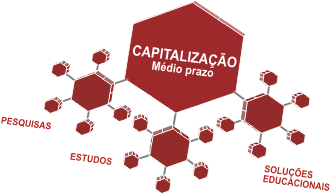 CAPITALIZAÇÃO
Médio prazo
PESQUISAS
ESTUDOS
SOLUÇÕES
EDUCACIONAIS